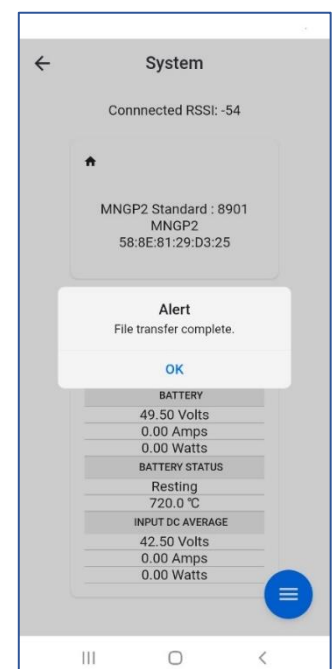 System
Connnected RSSI: -54
MNGP2 Standard : 8901
MNGP2
58:8E:81:29:D3:25
Alert
File transfer complete.
OK
BATTERY
49.50 Volts
0.00 Amps
0.00 Watts
BATTERY STATUS
Resting
720.0 °C
INPUT DC AVERAGE
42.50 Volts
0.00 Amps
0.00 Watts